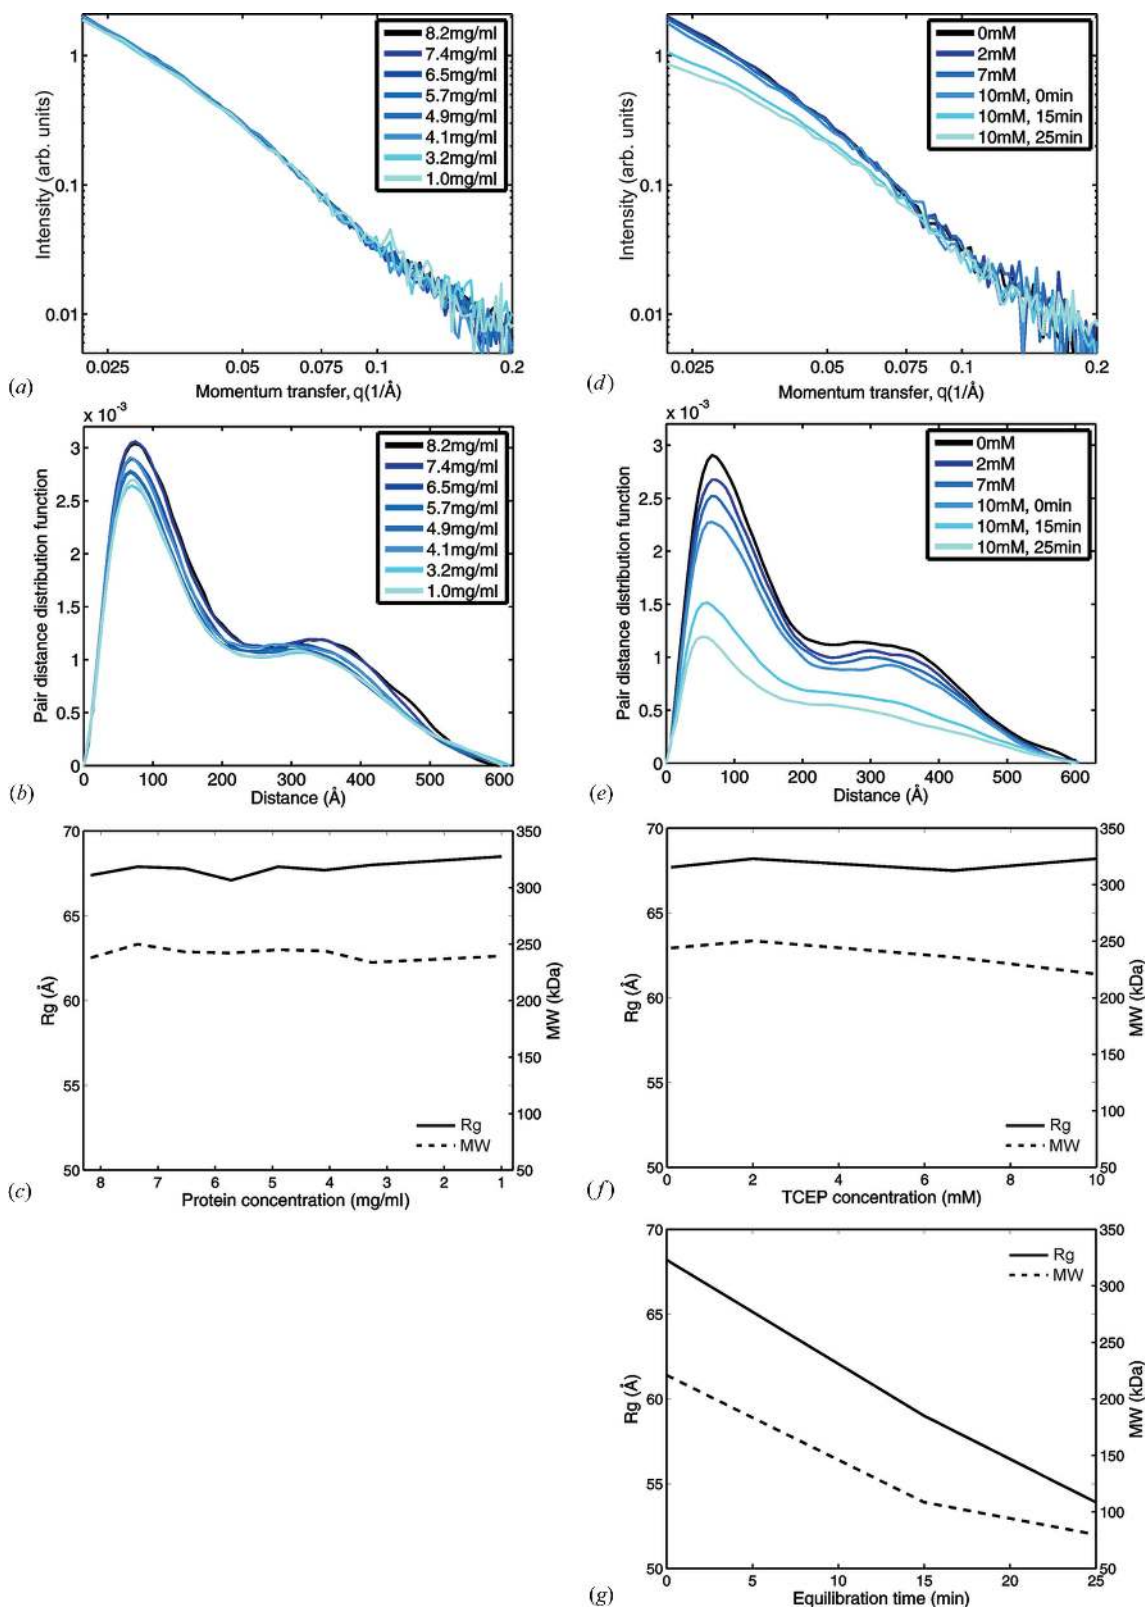 8.2mg/ml
7.4mg/ml
6.5mg/ml
5.7mg/ml
4.9mg/ml
4.1mg/ml
3.2mg/ml
1.0mg/ml
Intensity (arb. units)
1
0.1
0.01
0.025 0.05 0.075 0.1 0.2
(a) Momentum transfer, q(1/Å)
0mM
2mM
7mM
10mM, 0min
10mM, 15min
10mM, 25min
Intensity (arb. units)
1
0.1
0.01
0.025 0.05 0.075 0.1 0.2
(d) Momentum transfer, q(1/Å)
x 10⁻³
8.2mg/ml
7.4mg/ml
6.5mg/ml
5.7mg/ml
4.9mg/ml
4.1mg/ml
3.2mg/ml
1.0mg/ml
Pair distance distribution function
3
2.5
2
1.5
1
0.5
0
0 100 200 300 400 500 600
(b) Distance (Å)
x 10⁻³
0mM
2mM
7mM
10mM, 0min
10mM, 15min
10mM, 25min
Pair distance distribution function
3
2.5
2
1.5
1
0.5
0
0 100 200 300 400 500 600
(e) Distance (Å)
70
65
60
55
50
Rg (Å)
350
300
250
200
150
100
50
MW (kDa)
Rg
MW
8 7 6 5 4 3 2 1
(c) Protein concentration (mg/ml)
70
65
60
55
50
Rg (Å)
350
300
250
200
150
100
50
MW (kDa)
Rg
MW
0 2 4 6 8 10
(f) TCEP concentration (mM)
70
65
60
55
50
Rg (Å)
350
300
250
200
150
100
50
MW (kDa)
Rg
MW
0 5 10 15 20 25
(g) Equilibration time (min)